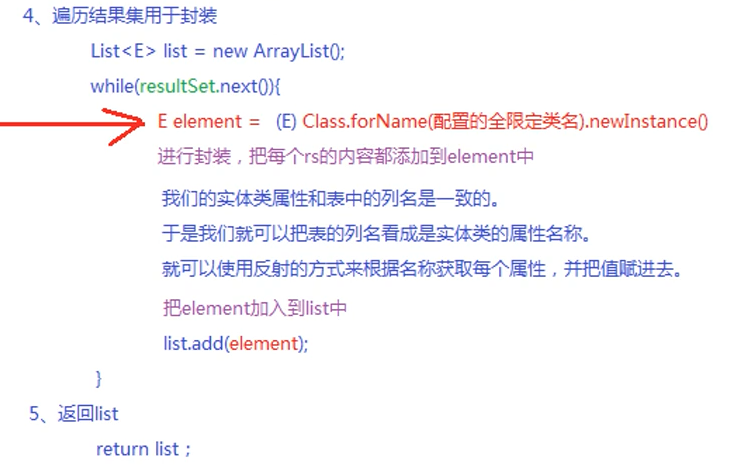 4、遍历结果集用于封装
List<E> list = new ArrayList();
while(resultSet.next()){
E element = (E) Class.forName(配置的全限定类名).newInstance()
进行封装，把每个rs的内容都添加到element中
我们的实体类属性和表中的列名是一致的。
于是我们就可以把表的列名看成是实体类的属性名称。
就可以使用反射的方式来根据名称获取每个属性，并把值赋进去。
把element加入到list中
list.add(element);
}
5、返回list
return list；